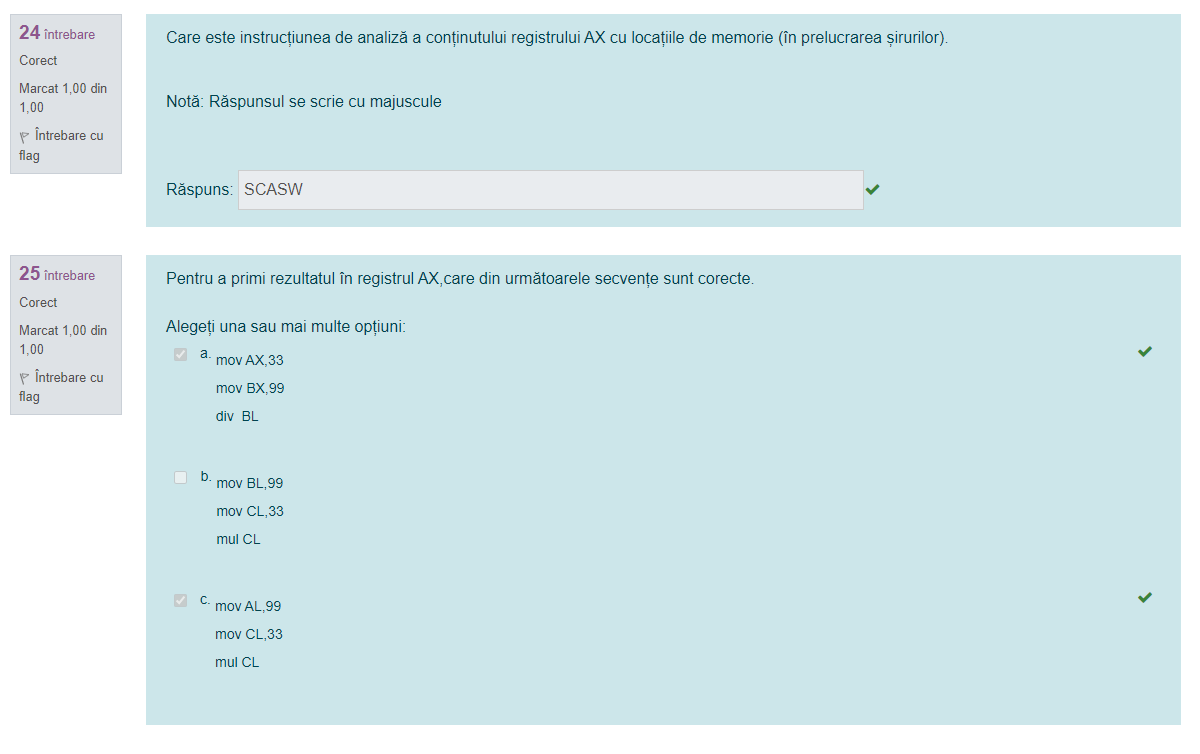 24 întrebare
Corect
Marcat 1,00 din
1,00
Întrebare cu
flag
Care este instrucțiunea de analiză a conținutului registrului AX cu locațiile de memorie (în prelucrarea șirurilor).
Notă: Răspunsul se scrie cu majuscule
Răspuns: SCASW
25 întrebare
Corect
Marcat 1,00 din
1,00
Întrebare cu
flag
Pentru a primi rezultatul în registrul AX,care din următoarele secvențe sunt corecte.
Alegeți una sau mai multe opțiuni:
a. mov AX,33
mov BX,99
div BL
b. mov BL,99
mov CL,33
mul CL
c. mov AL,99
mov CL,33
mul CL